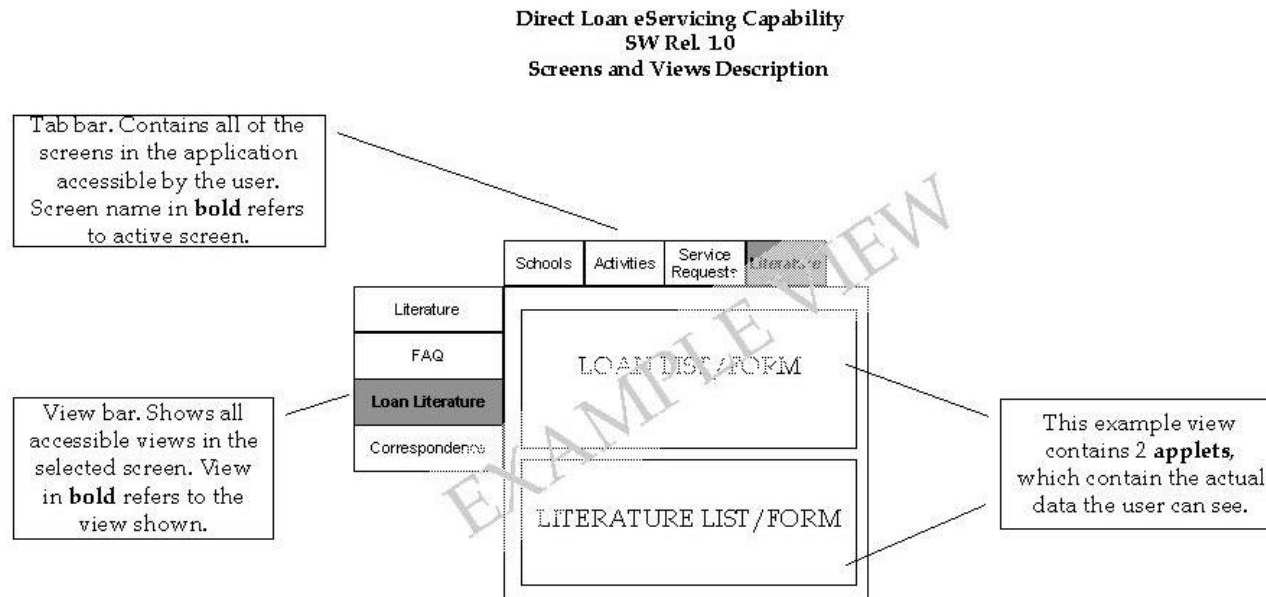 Direct Loan eServicing Capability
SW Rel. 1.0
Screens and Views Description
Tab bar. Contains all of the
screens in the application
accessible by the user.
Screen name in bold refers
to active screen.
Schools
Activities
Service
Requests
Literature
Literature
FAQ
Loan Literature
Correspondence
View bar. Shows all
accessible views in the
selected screen. View
in bold refers to the
view shown.
LOAN LIST/FORM
LITERATURE LIST/FORM
EXAMPLE VIEW
This example view
contains 2 applets,
which contain the actual
data the user can see.